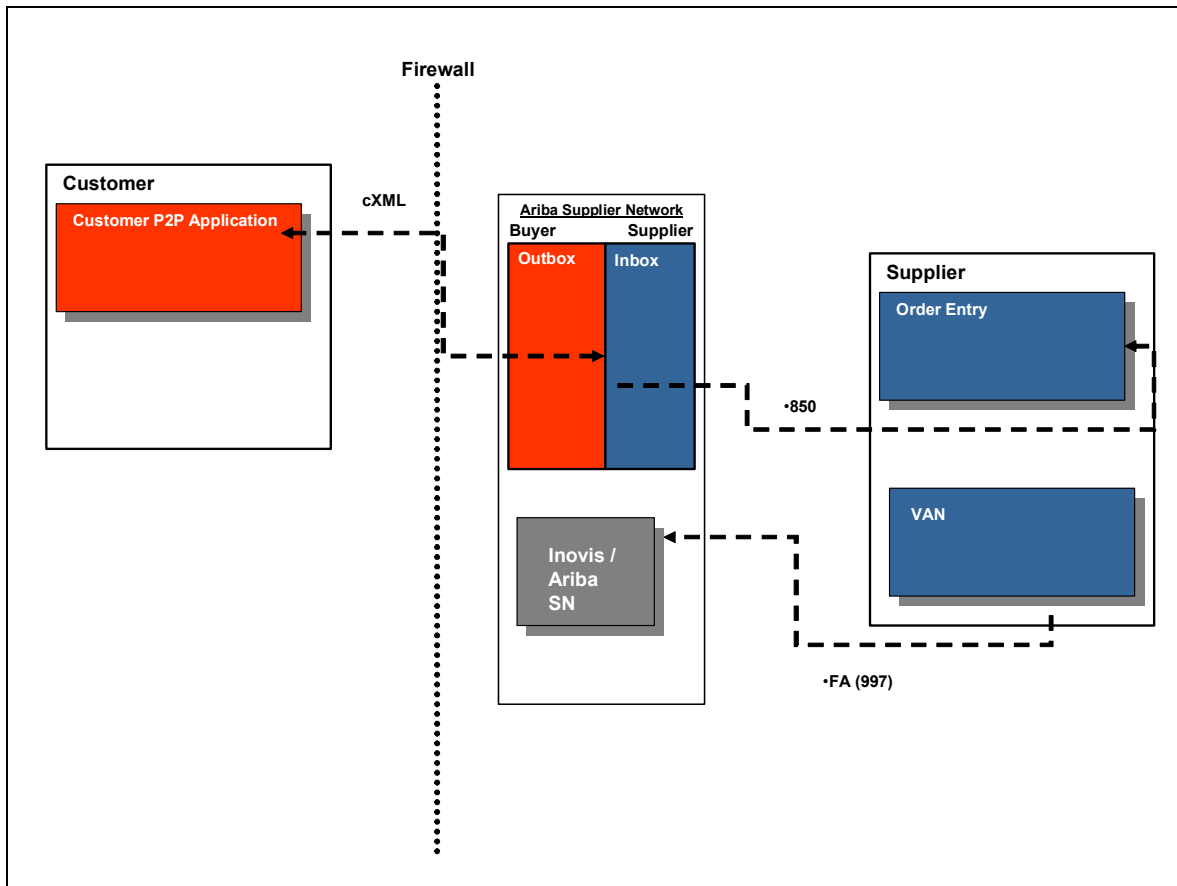 Firewall
Customer
Customer P2P Application
cXML
Ariba Supplier Network
Buyer Supplier
Outbox
Inbox
Supplier
Order Entry
•850
VAN
Inovis /
Ariba
SN
•FA (997)